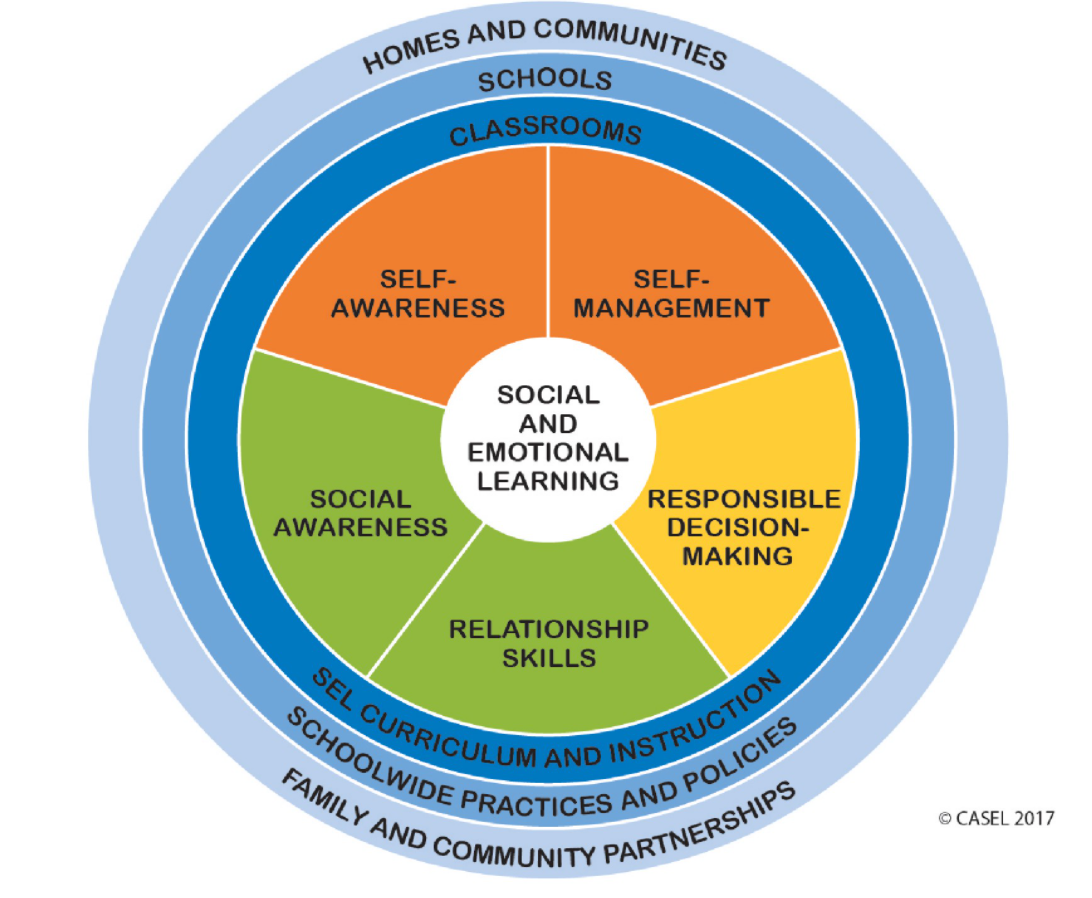 HOMES AND COMMUNITIES
SCHOOLS
CLASSROOMS
SELF-
AWARENESS
SELF-
MANAGEMENT
SOCIAL
AND
EMOTIONAL
LEARNING
SOCIAL
AWARENESS
RESPONSIBLE
DECISION-
MAKING
RELATIONSHIP
SKILLS
SEL CURRICULUM AND INSTRUCTION
SCHOOLWIDE PRACTICES AND POLICIES
FAMILY AND COMMUNITY PARTNERSHIPS
© CASEL 2017